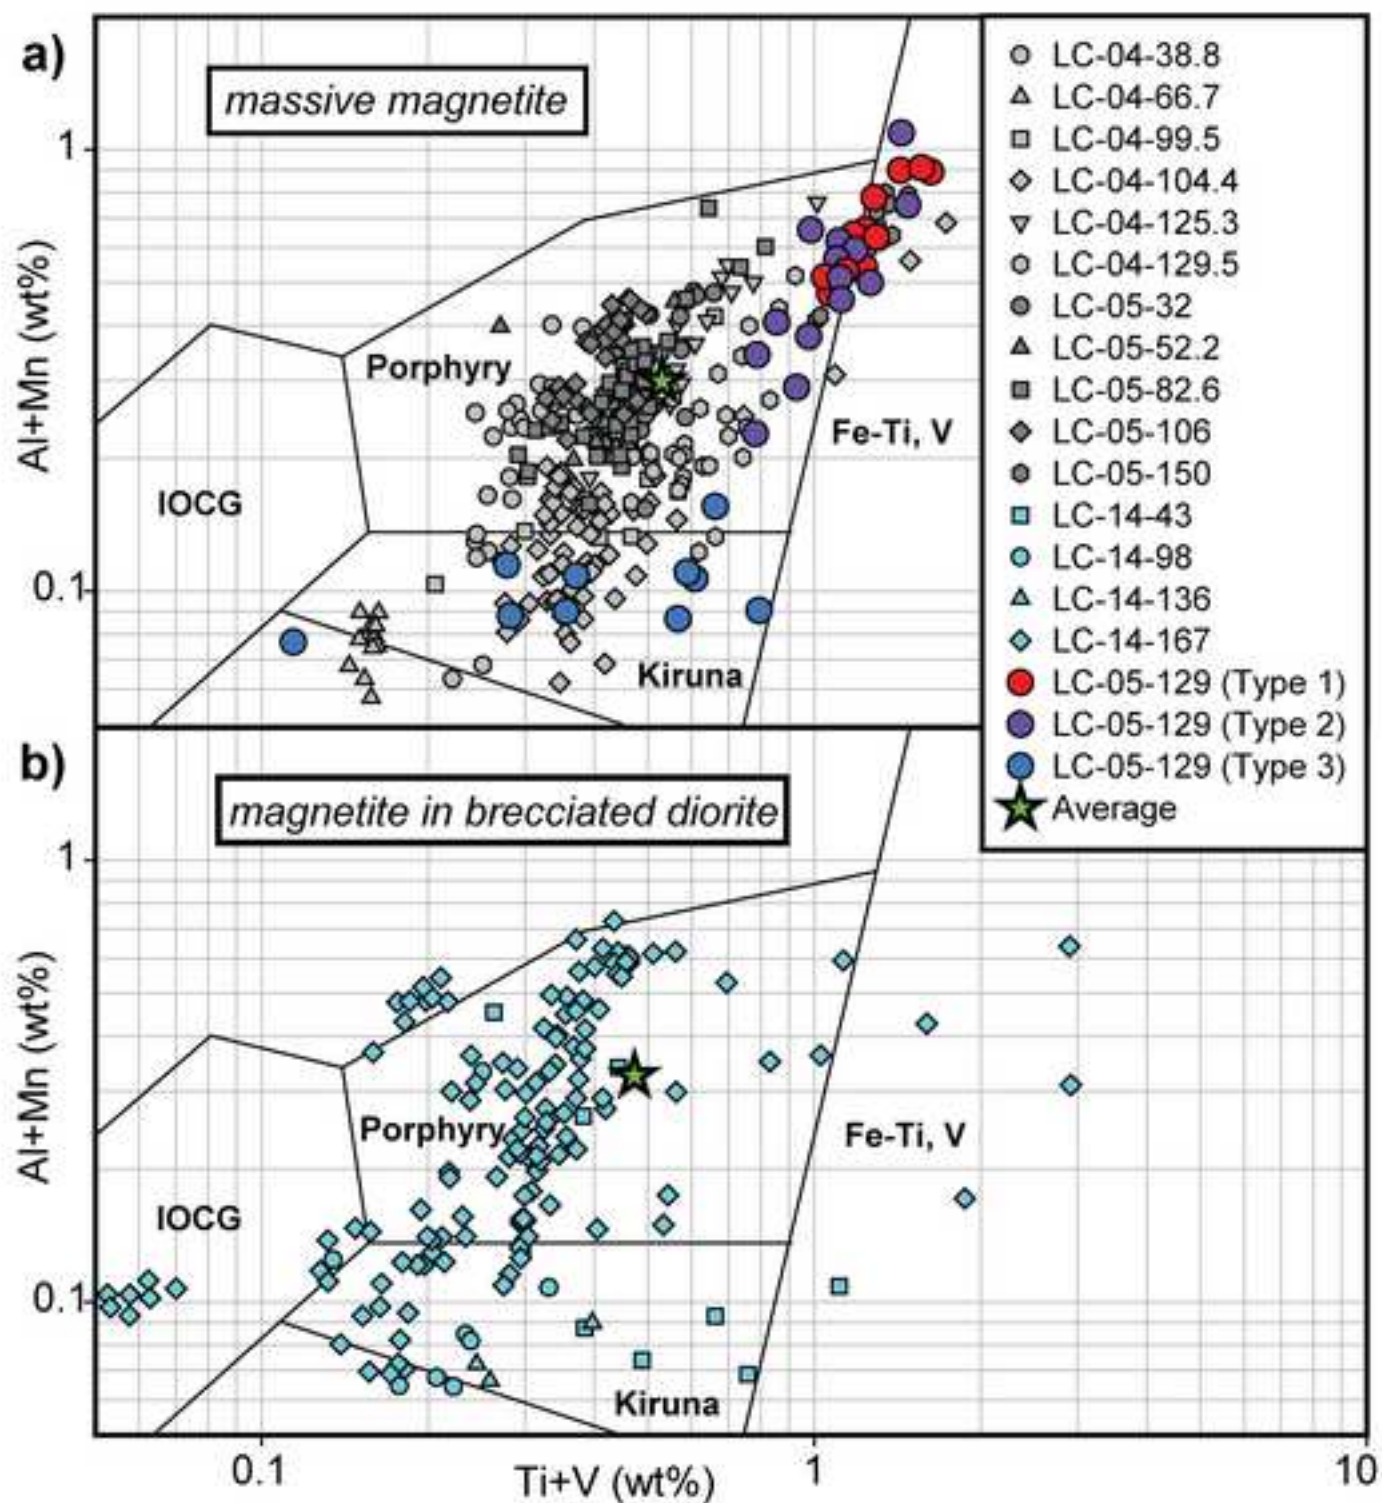 a)
massive magnetite
1
0.1
Al+Mn (wt%)
Porphyry
IOCG
Fe-Ti, V
Kiruna
LC-04-38.8
LC-04-66.7
LC-04-99.5
LC-04-104.4
LC-04-125.3
LC-04-129.5
LC-05-32
LC-05-52.2
LC-05-82.6
LC-05-106
LC-05-150
LC-14-43
LC-14-98
LC-14-136
LC-14-167
LC-05-129 (Type 1)
LC-05-129 (Type 2)
LC-05-129 (Type 3)
Average
b)
magnetite in brecciated diorite
1
0.1
Al+Mn (wt%)
Porphyry
IOCG
Fe-Ti, V
Kiruna
0.1
1
10
Ti+V (wt%)